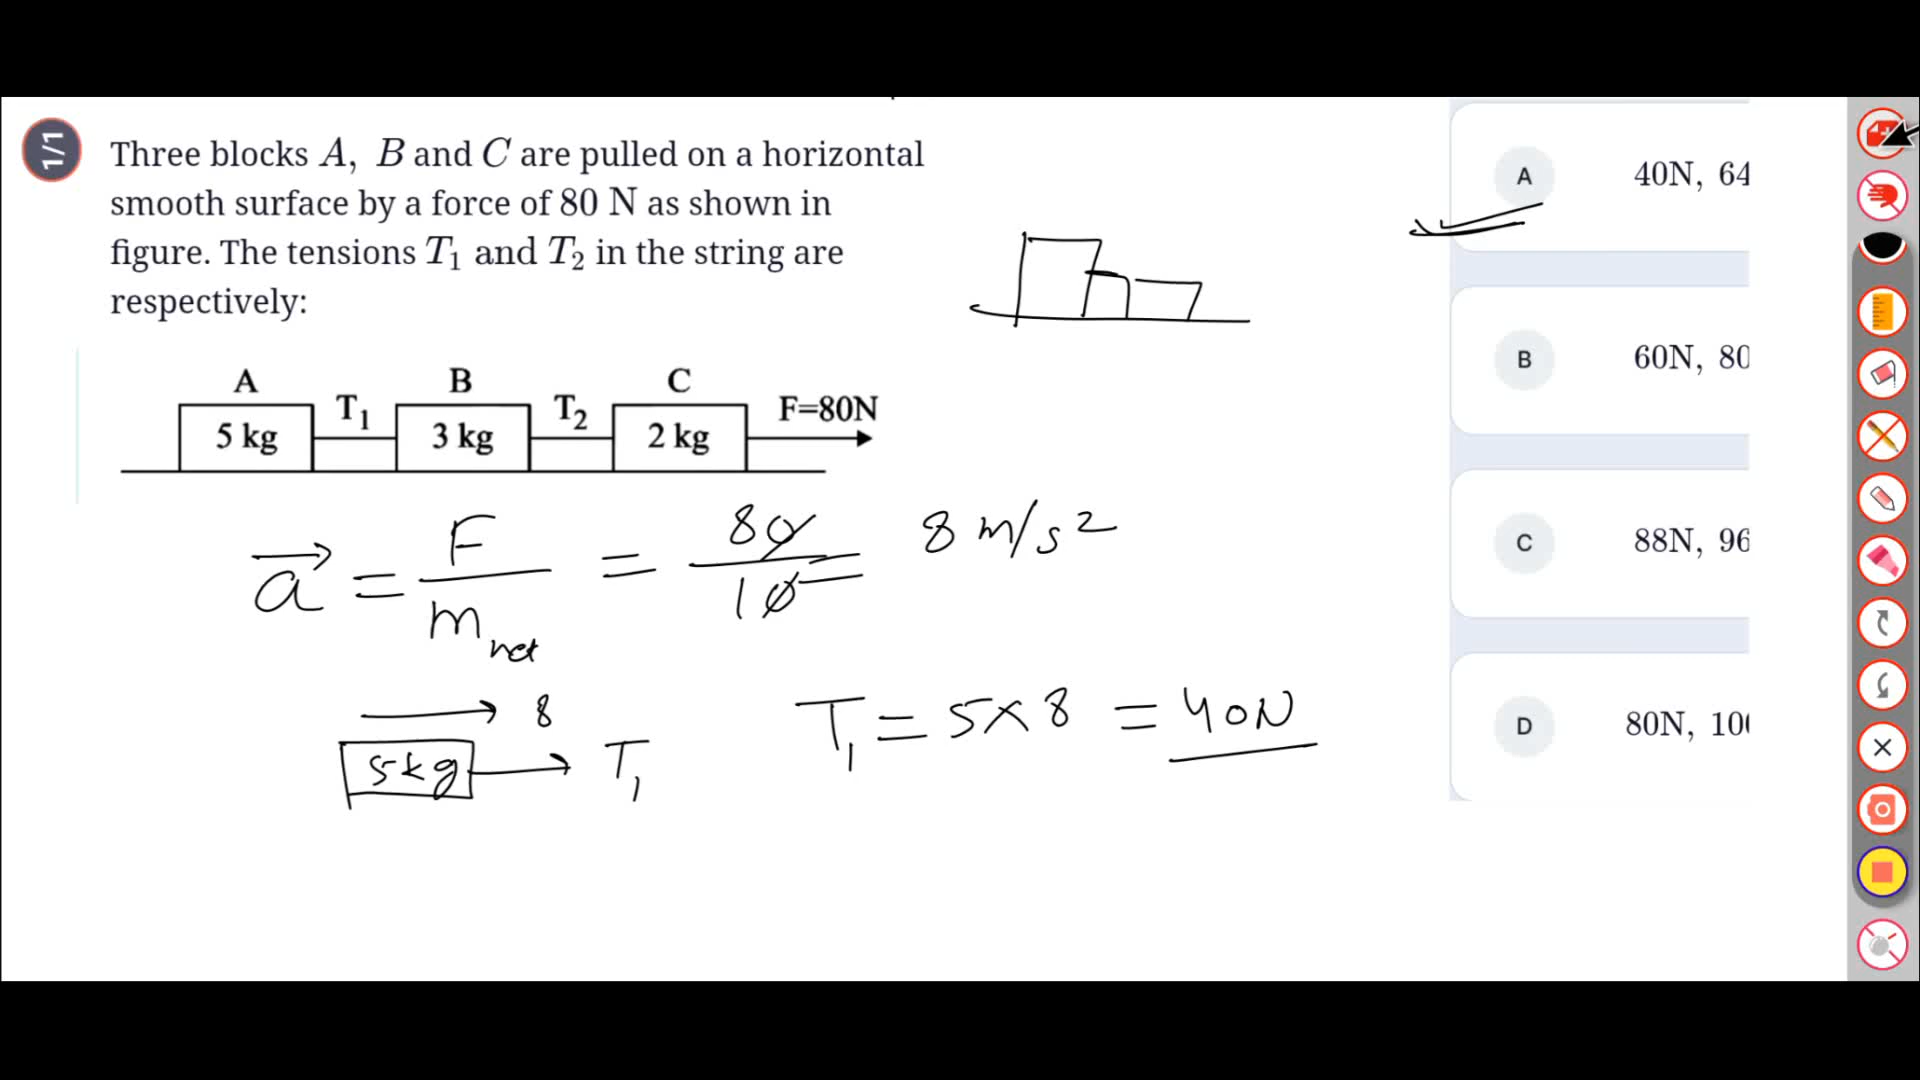 1/1
Three blocks A, B and C are pulled on a horizontal
smooth surface by a force of 80 N as shown in
figure. The tensions T₁ and T₂ in the string are
respectively:
A B C
T₁ T₂ F=80N
5 kg 3 kg 2 kg
a = F / m net = 80 / 10 = 8 m/s²
8
5kg T₁
T₁ = 5 × 8 = 40N
A 40N, 64
B 60N, 80
C 88N, 96
D 80N, 100